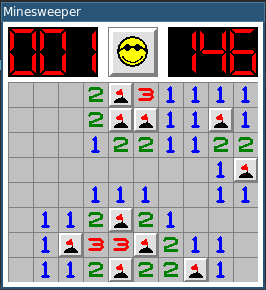 Minesweeper
001 146
2 3 1 1 1 1
2 1 1 1
1 2 2 1 1 2 2
1
1 1 1 1 1
1 1 2 2 1
1 3 3 2 1 1
1 1 2 2 2 1